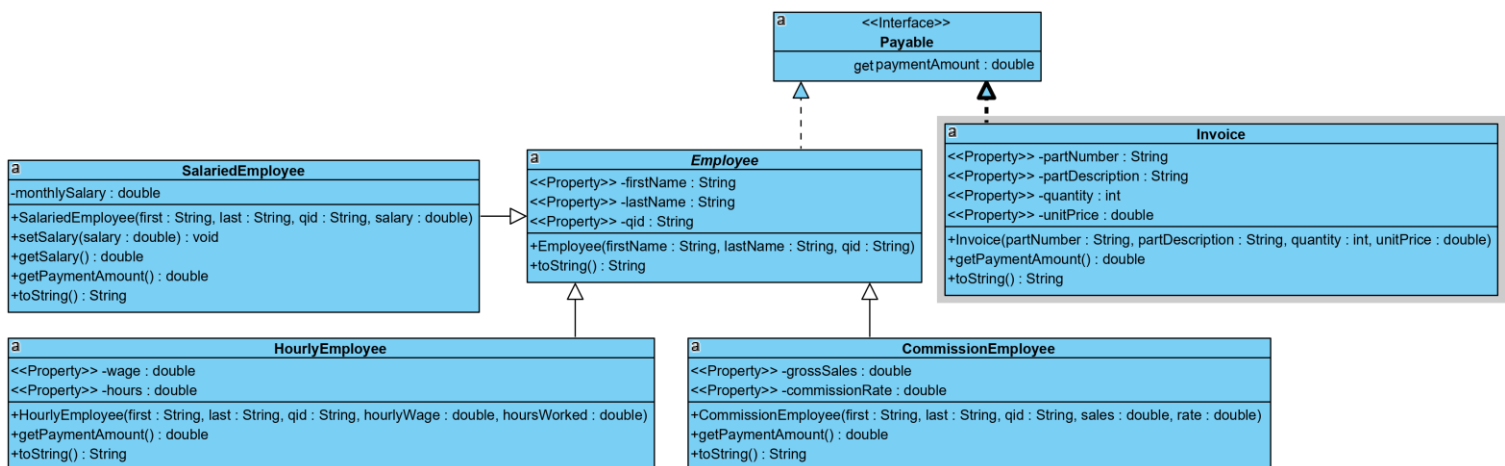 a
<<Interface>>
Payable
get paymentAmount : double
a
Invoice
<<Property>> -partNumber : String
<<Property>> -partDescription : String
<<Property>> -quantity : int
<<Property>> -unitPrice : double
+Invoice(partNumber : String, partDescription : String, quantity : int, unitPrice : double)
+getPaymentAmount() : double
+toString() : String
a
SalariedEmployee
-monthlySalary : double
+SalariedEmployee(first : String, last : String, qid : String, salary : double)
+setSalary(salary : double) : void
+getSalary() : double
+getPaymentAmount() : double
+toString() : String
a
Employee
<<Property>> -firstName : String
<<Property>> -lastName : String
<<Property>> -qid : String
+Employee(firstName : String, lastName : String, qid : String)
+toString() : String
a
HourlyEmployee
<<Property>> -wage : double
<<Property>> -hours : double
+HourlyEmployee(first : String, last : String, qid : String, hourlyWage : double, hoursWorked : double)
+getPaymentAmount() : double
+toString() : String
a
CommissionEmployee
<<Property>> -grossSales : double
<<Property>> -commissionRate : double
+CommissionEmployee(first : String, last : String, qid : String, sales : double, rate : double)
+getPaymentAmount() : double
+toString() : String